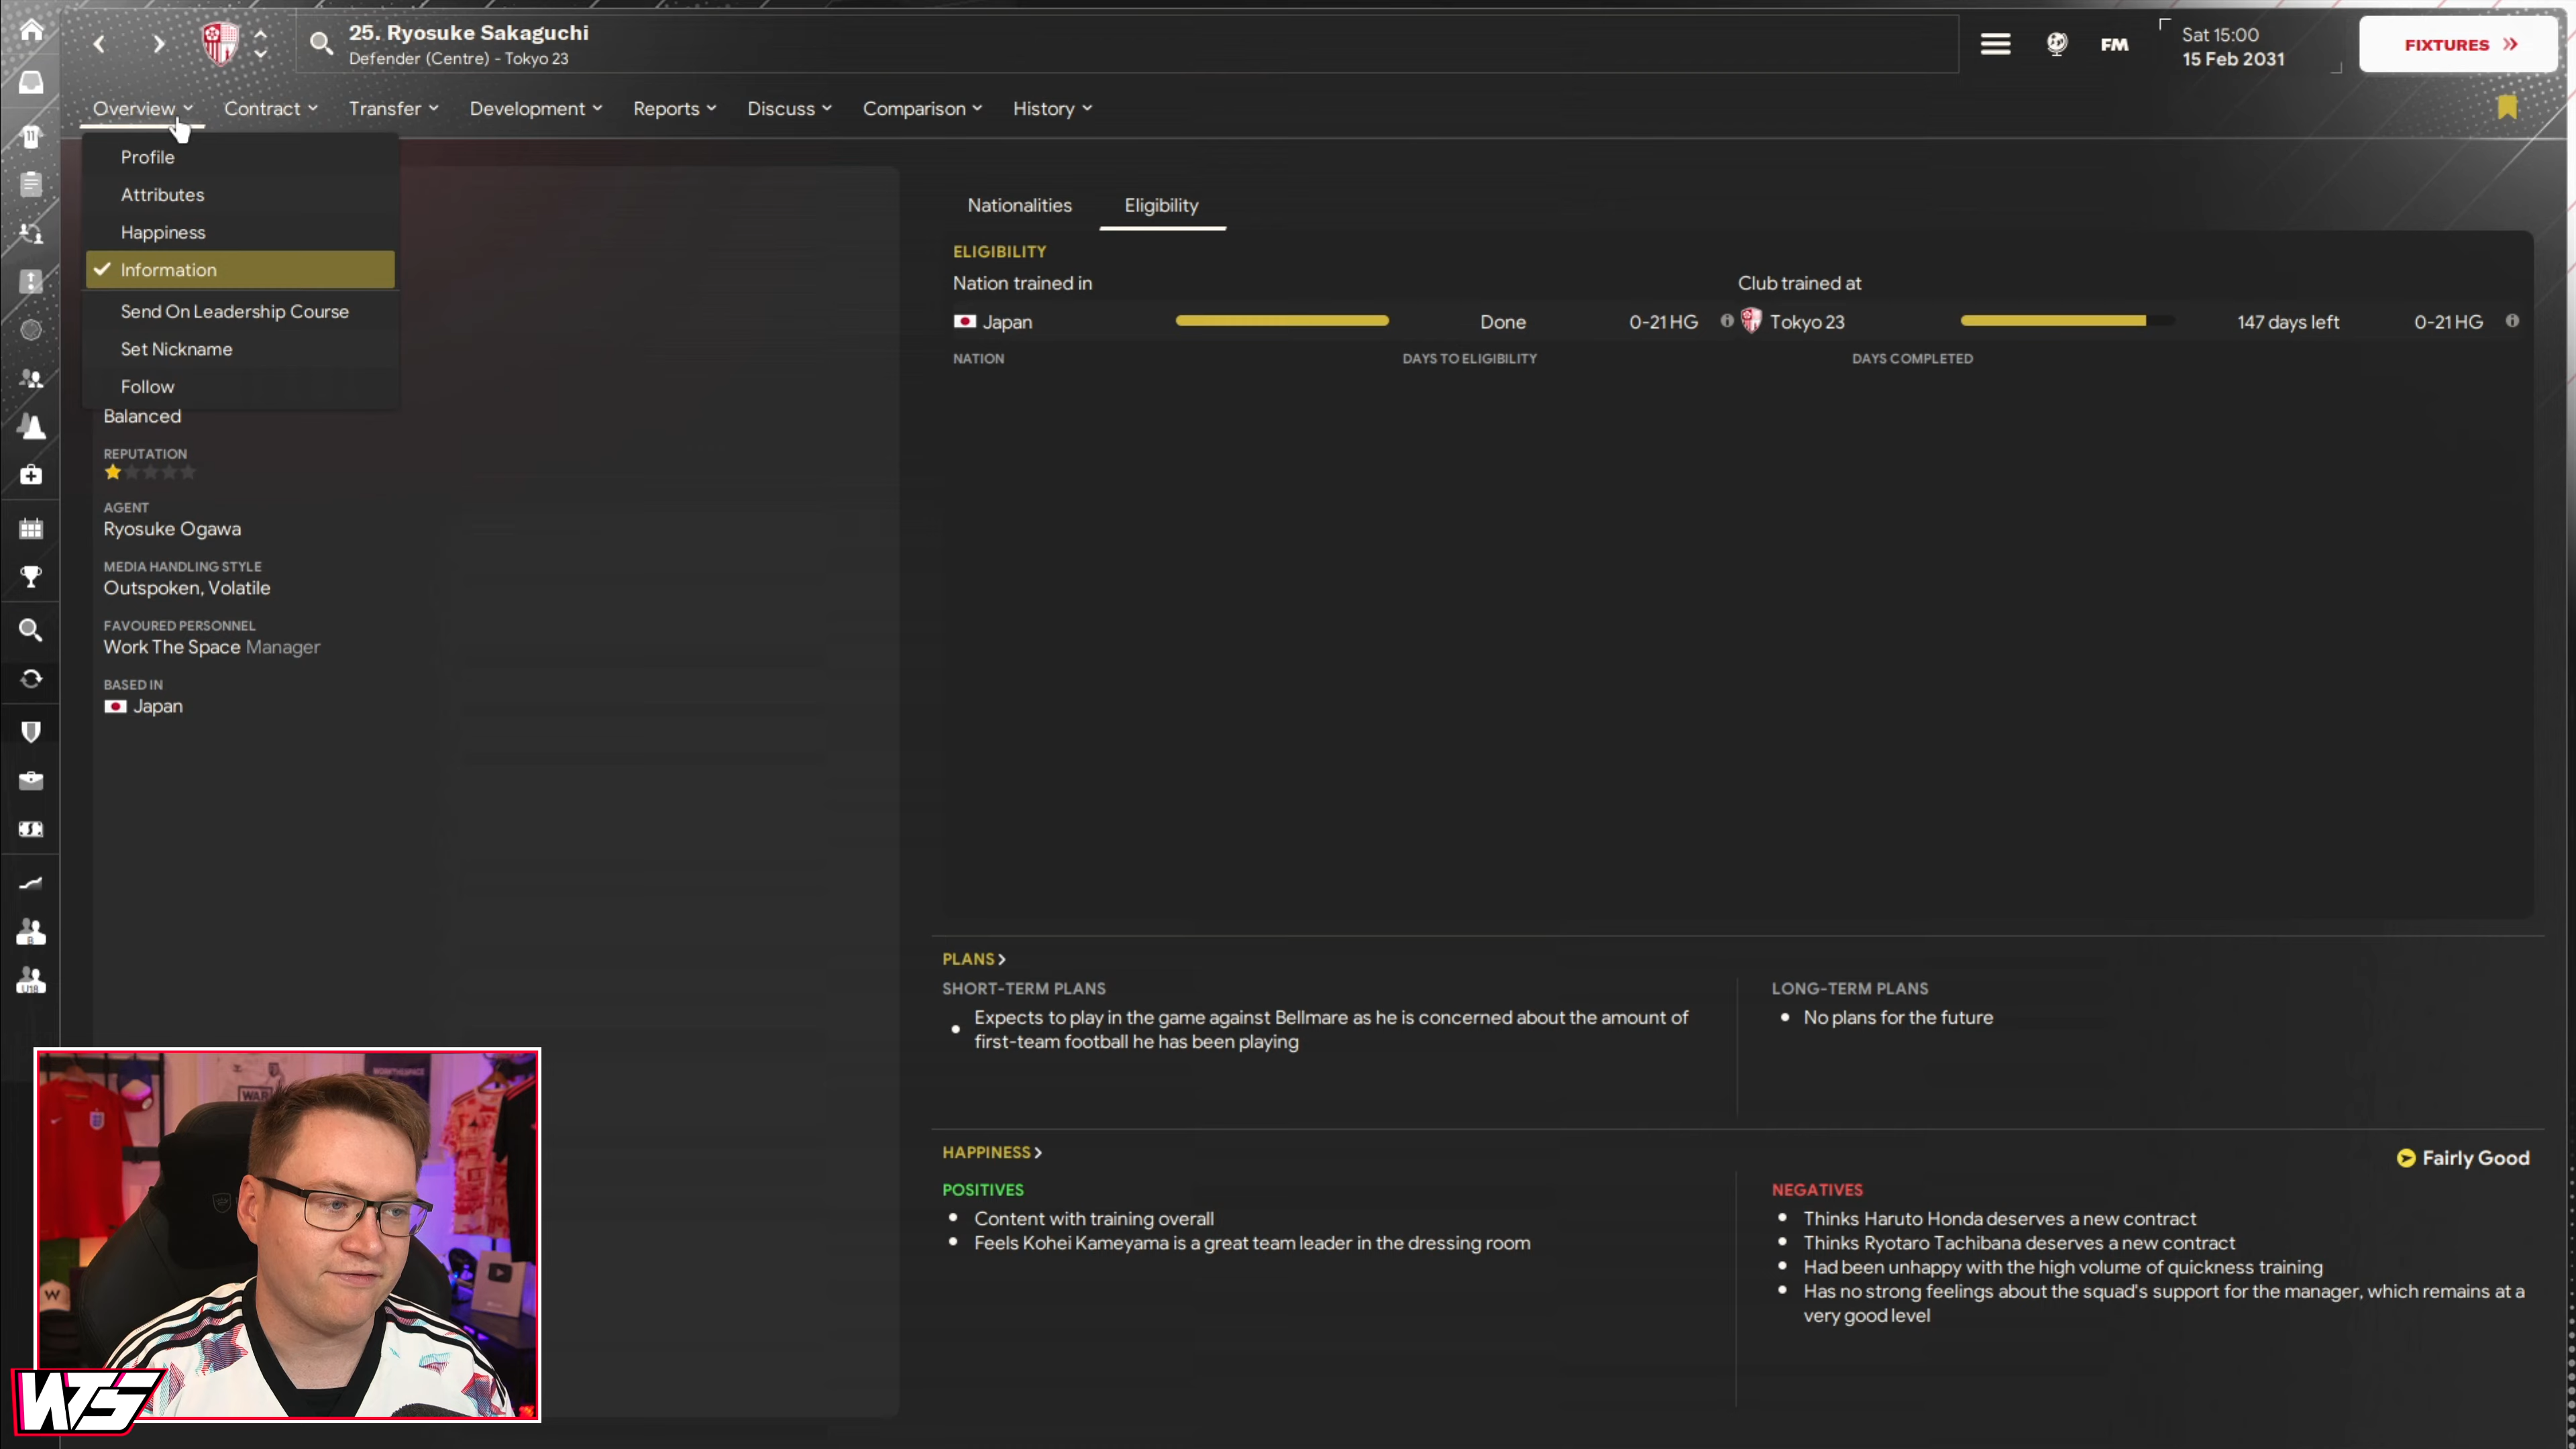 25. Ryosuke Sakaguchi
Defender (Centre) - Tokyo 23
FM
Sat 15:00
15 Feb 2031
FIXTURES
Overview
Contract
Transfer
Development
Reports
Discuss
Comparison
History
Profile
Attributes
Happiness
Information
Send On Leadership Course
Set Nickname
Follow
Balanced
REPUTATION
AGENT
Ryosuke Ogawa
MEDIA HANDLING STYLE
Outspoken, Volatile
FAVOURED PERSONNEL
Work The Space Manager
BASED IN
Japan
Nationalities
Eligibility
ELIGIBILITY
Nation trained in
Club trained at
Japan Done 0-21 HG
Tokyo 23 147 days left 0-21 HG
NATION
DAYS TO ELIGIBILITY
DAYS COMPLETED
PLANS
SHORT-TERM PLANS
Expects to play in the game against Bellmare as he is concerned about the amount of
first-team football he has been playing
LONG-TERM PLANS
No plans for the future
HAPPINESS
Fairly Good
POSITIVES
Content with training overall
Feels Kohei Kameyama is a great team leader in the dressing room
NEGATIVES
Thinks Haruto Honda deserves a new contract
Thinks Ryotaro Tachibana deserves a new contract
Had been unhappy with the high volume of quickness training
Has no strong feelings about the squad's support for the manager, which remains at a
very good level
11
B
U18
WAR
W
WTS